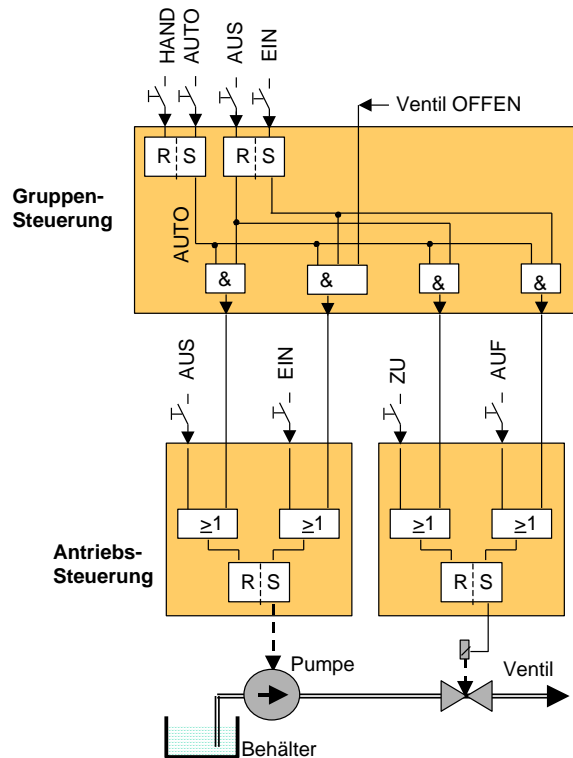 HAND
AUTO
AUS
EIN
Ventil OFFEN
R S
R S
Gruppen-
Steuerung
AUTO
&
&
&
&
AUS
EIN
ZU
AUF
≥1
≥1
≥1
≥1
Antriebs-
Steuerung
R S
R S
Pumpe
Ventil
Behälter